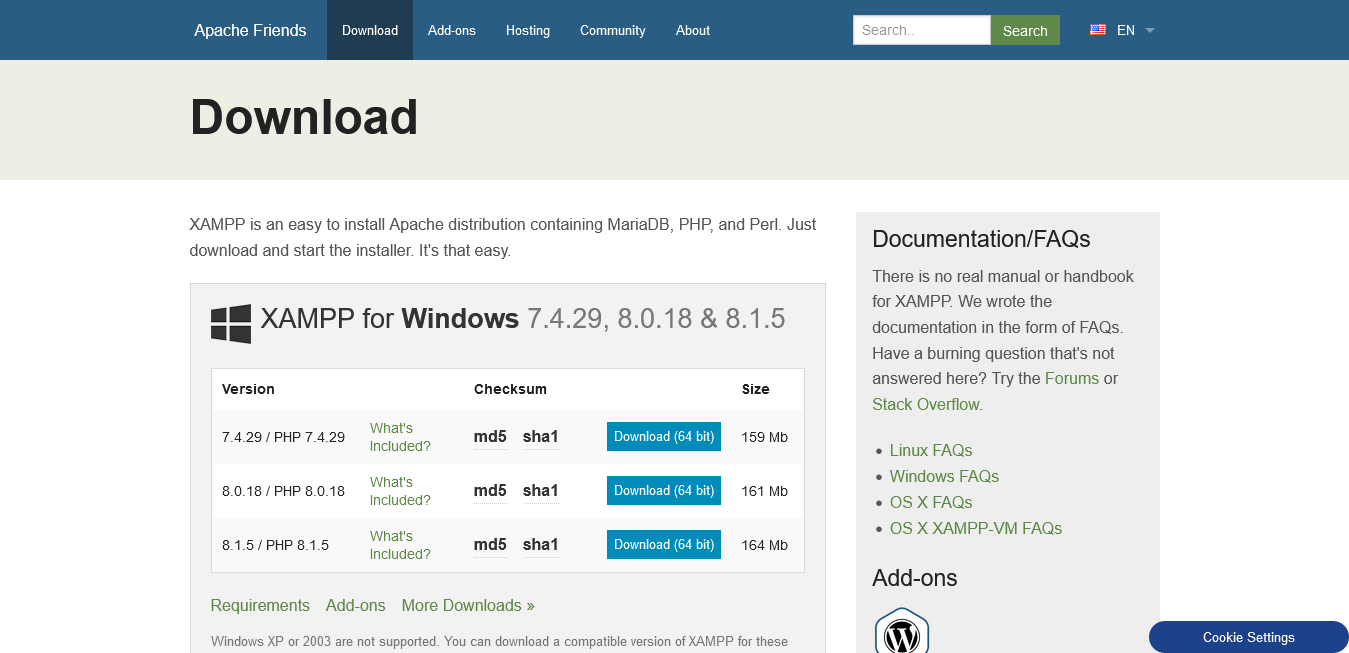 Apache Friends Download Add-ons Hosting Community About Search.. Search EN
Download
XAMPP is an easy to install Apache distribution containing MariaDB, PHP, and Perl. Just
download and start the installer. It's that easy.
XAMPP for Windows 7.4.29, 8.0.18 & 8.1.5
Version Checksum Size
7.4.29 / PHP 7.4.29 What's Included? md5 sha1 Download (64 bit) 159 Mb
8.0.18 / PHP 8.0.18 What's Included? md5 sha1 Download (64 bit) 161 Mb
8.1.5 / PHP 8.1.5 What's Included? md5 sha1 Download (64 bit) 164 Mb
Requirements Add-ons More Downloads »
Windows XP or 2003 are not supported. You can download a compatible version of XAMPP for these
Documentation/FAQs
There is no real manual or handbook
for XAMPP. We wrote the
documentation in the form of FAQs.
Have a burning question that's not
answered here? Try the Forums or
Stack Overflow.
Linux FAQs
Windows FAQs
OS X FAQs
OS X XAMPP-VM FAQs
Add-ons
Cookie Settings